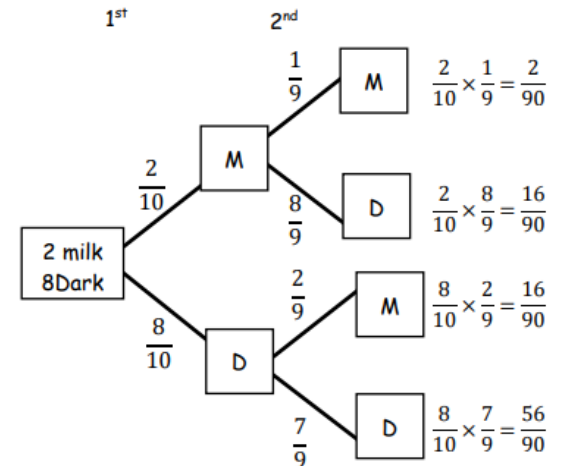 1ˢᵗ 2ⁿᵈ
1/9
M 2/10 × 1/9 = 2/90
M
2/10
8/9
D 2/10 × 8/9 = 16/90
2 milk
8Dark
2/9
M 8/10 × 2/9 = 16/90
8/10
D
7/9
D 8/10 × 7/9 = 56/90